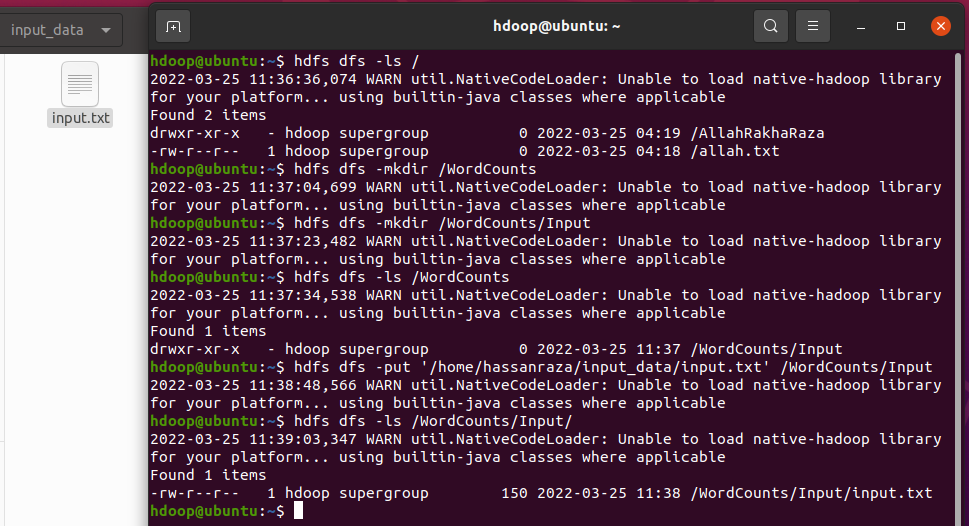 input_data
input.txt
hdoop@ubuntu: ~
hdoop@ubuntu:~$ hdfs dfs -ls /
2022-03-25 11:36:36,074 WARN util.NativeCodeLoader: Unable to load native-hadoop library
for your platform... using builtin-java classes where applicable
Found 2 items
drwxr-xr-x   - hdoop supergroup          0 2022-03-25 04:19 /AllahRakhaRaza
-rw-r--r--   1 hdoop supergroup          0 2022-03-25 04:18 /allah.txt
hdoop@ubuntu:~$ hdfs dfs -mkdir /WordCounts
2022-03-25 11:37:04,699 WARN util.NativeCodeLoader: Unable to load native-hadoop library
for your platform... using builtin-java classes where applicable
hdoop@ubuntu:~$ hdfs dfs -mkdir /WordCounts/Input
2022-03-25 11:37:23,482 WARN util.NativeCodeLoader: Unable to load native-hadoop library
for your platform... using builtin-java classes where applicable
hdoop@ubuntu:~$ hdfs dfs -ls /WordCounts
2022-03-25 11:37:34,538 WARN util.NativeCodeLoader: Unable to load native-hadoop library
for your platform... using builtin-java classes where applicable
Found 1 items
drwxr-xr-x   - hdoop supergroup          0 2022-03-25 11:37 /WordCounts/Input
hdoop@ubuntu:~$ hdfs dfs -put '/home/hassanraza/input_data/input.txt' /WordCounts/Input
2022-03-25 11:38:48,566 WARN util.NativeCodeLoader: Unable to load native-hadoop library
for your platform... using builtin-java classes where applicable
hdoop@ubuntu:~$ hdfs dfs -ls /WordCounts/Input/
2022-03-25 11:39:03,347 WARN util.NativeCodeLoader: Unable to load native-hadoop library
for your platform... using builtin-java classes where applicable
Found 1 items
-rw-r--r--   1 hdoop supergroup        150 2022-03-25 11:38 /WordCounts/Input/input.txt
hdoop@ubuntu:~$